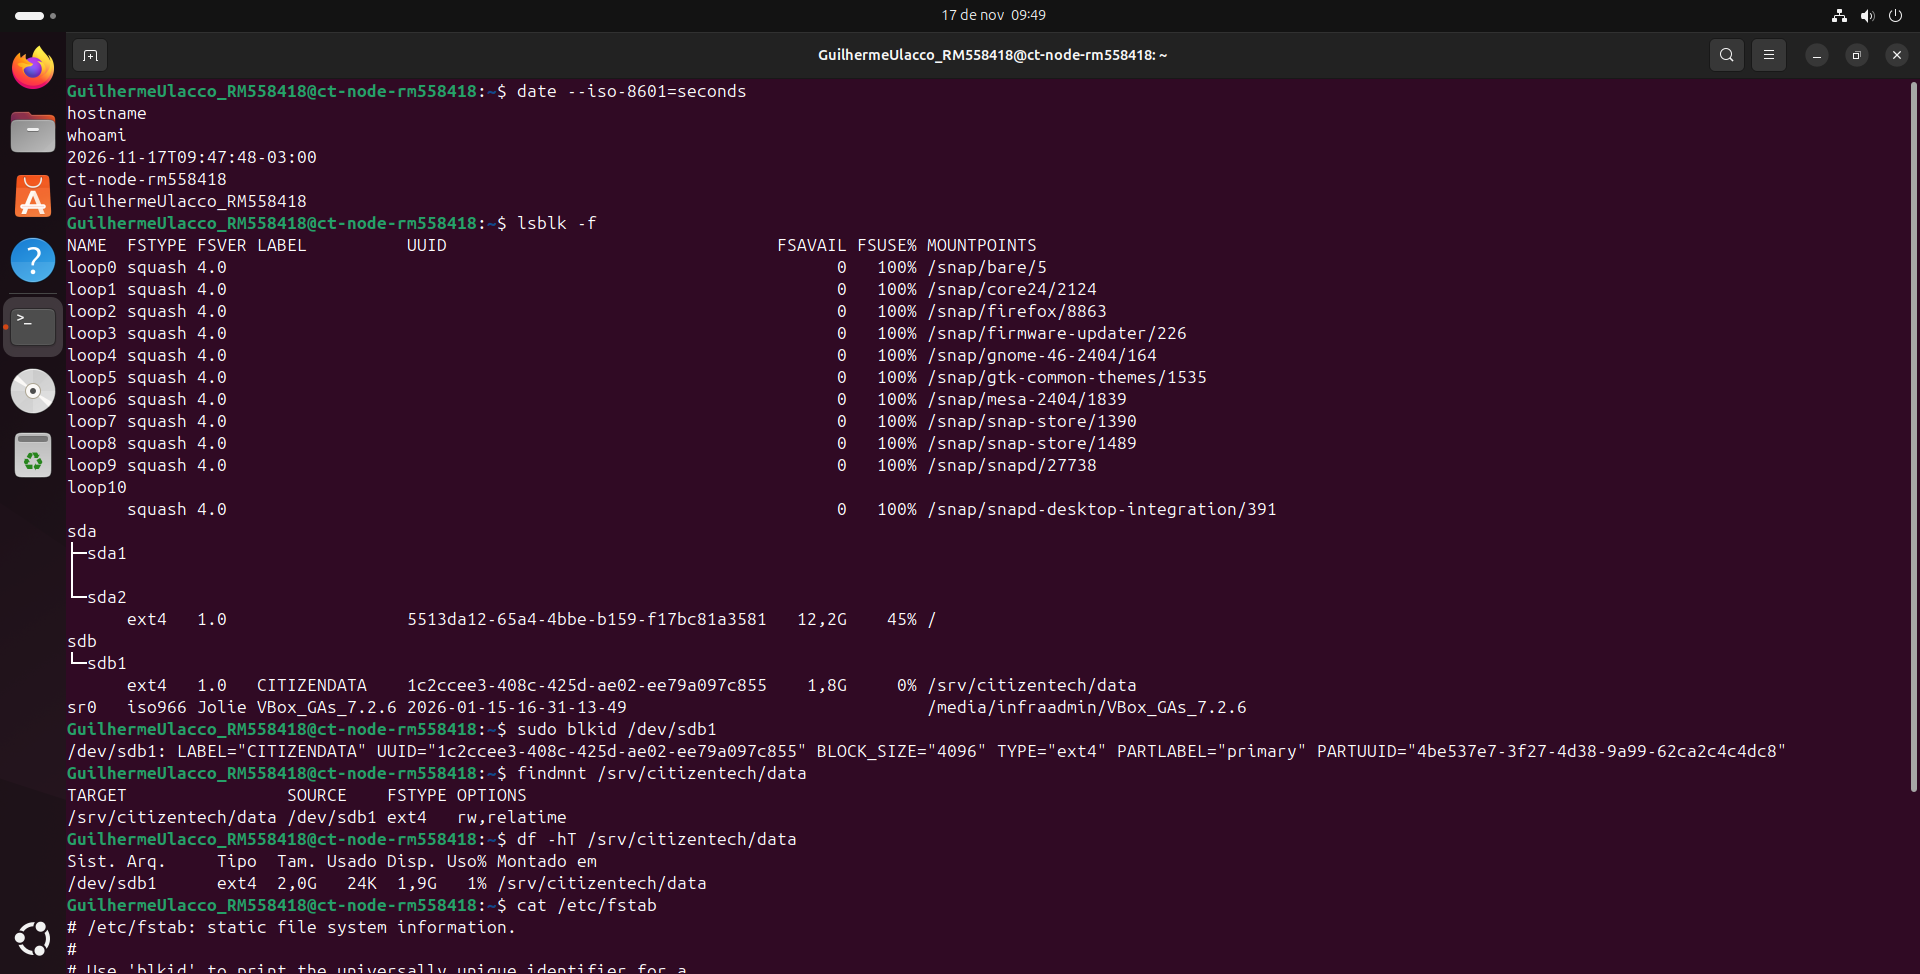 17 de nov 09:49
GuilhermeUlacco_RM558418@ct-node-rm558418: ~
GuilhermeUlacco_RM558418@ct-node-rm558418:~$ date --iso-8601=seconds
hostname
whoami
2026-11-17T09:47:48-03:00
ct-node-rm558418
GuilhermeUlacco_RM558418
GuilhermeUlacco_RM558418@ct-node-rm558418:~$ lsblk -f
NAME FSTYPE FSVER LABEL UUID FSAVAIL FSUSE% MOUNTPOINTS
loop0 squash 4.0 0 100% /snap/bare/5
loop1 squash 4.0 0 100% /snap/core24/2124
loop2 squash 4.0 0 100% /snap/firefox/8863
loop3 squash 4.0 0 100% /snap/firmware-updater/226
loop4 squash 4.0 0 100% /snap/gnome-46-2404/164
loop5 squash 4.0 0 100% /snap/gtk-common-themes/1535
loop6 squash 4.0 0 100% /snap/mesa-2404/1839
loop7 squash 4.0 0 100% /snap/snap-store/1390
loop8 squash 4.0 0 100% /snap/snap-store/1489
loop9 squash 4.0 0 100% /snap/snapd/27738
loop10
squash 4.0 0 100% /snap/snapd-desktop-integration/391
sda
├─sda1
│
└─sda2
ext4 1.0 5513da12-65a4-4bbe-b159-f17bc81a3581 12,2G 45% /
sdb
└─sdb1
ext4 1.0 CITIZENDATA 1c2ccee3-408c-425d-ae02-ee79a097c855 1,8G 0% /srv/citizentech/data
sr0 iso966 Jolie VBox_GAs_7.2.6 2026-01-15-16-31-13-49 /media/infraadmin/VBox_GAs_7.2.6
GuilhermeUlacco_RM558418@ct-node-rm558418:~$ sudo blkid /dev/sdb1
/dev/sdb1: LABEL="CITIZENDATA" UUID="1c2ccee3-408c-425d-ae02-ee79a097c855" BLOCK_SIZE="4096" TYPE="ext4" PARTLABEL="primary" PARTUUID="4be537e7-3f27-4d38-9a99-62ca2c4c4dc8"
GuilhermeUlacco_RM558418@ct-node-rm558418:~$ findmnt /srv/citizentech/data
TARGET SOURCE FSTYPE OPTIONS
/srv/citizentech/data /dev/sdb1 ext4 rw,relatime
GuilhermeUlacco_RM558418@ct-node-rm558418:~$ df -hT /srv/citizentech/data
Sist. Arq. Tipo Tam. Usado Disp. Uso% Montado em
/dev/sdb1 ext4 2,0G 24K 1,9G 1% /srv/citizentech/data
GuilhermeUlacco_RM558418@ct-node-rm558418:~$ cat /etc/fstab
# /etc/fstab: static file system information.
#
# Use 'blkid' to print the universally unique identifier for a